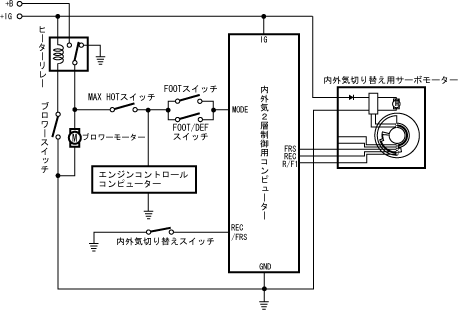 +B
+IG
ヒーターリレー
IG
内外気切り替え用サーボモーター
MAX HOTスイッチ
FOOTスイッチ
MODE
ブロワースイッチ
M
ブロワーモーター
FOOT/DEF
スイッチ
内外気2層制御用コンピューター
M
FRS
REC
R/F1
エンジンコントロール
コンピューター
REC
/FRS
内外気切り替えスイッチ
GND